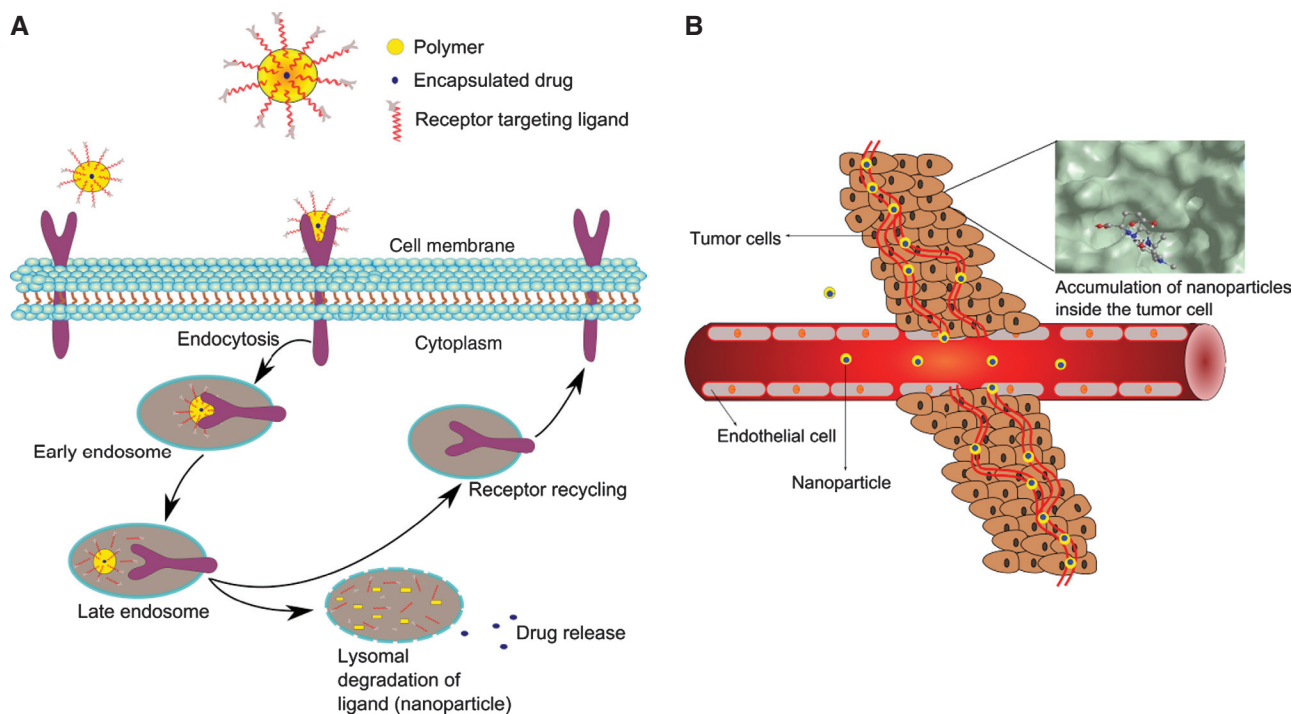 A
Polymer
Encapsulated drug
Receptor targeting ligand
Cell membrane
Endocytosis
Cytoplasm
Early endosome
Receptor recycling
Late endosome
Drug release
Lysomal
degradation of
ligand (nanoparticle)
B
Tumor cells
Accumulation of nanoparticles
inside the tumor cell
Endothelial cell
Nanoparticle